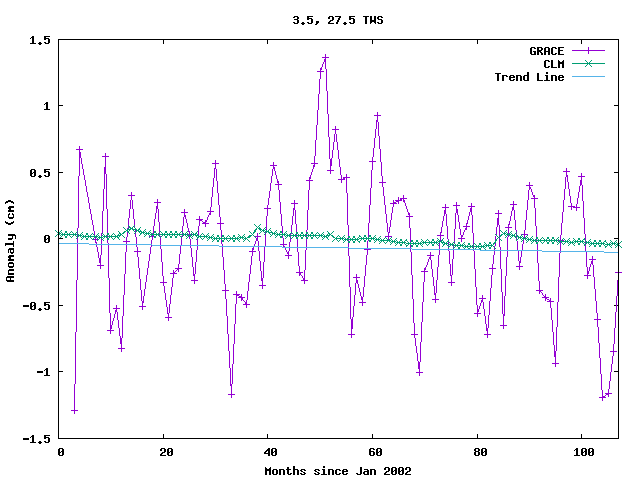 3.5, 27.5 TWS
1.5
1
0.5
0
-0.5
-1
-1.5
Anomaly (cm)
GRACE
CLM
Trend Line
0 20 40 60 80 100
Months since Jan 2002